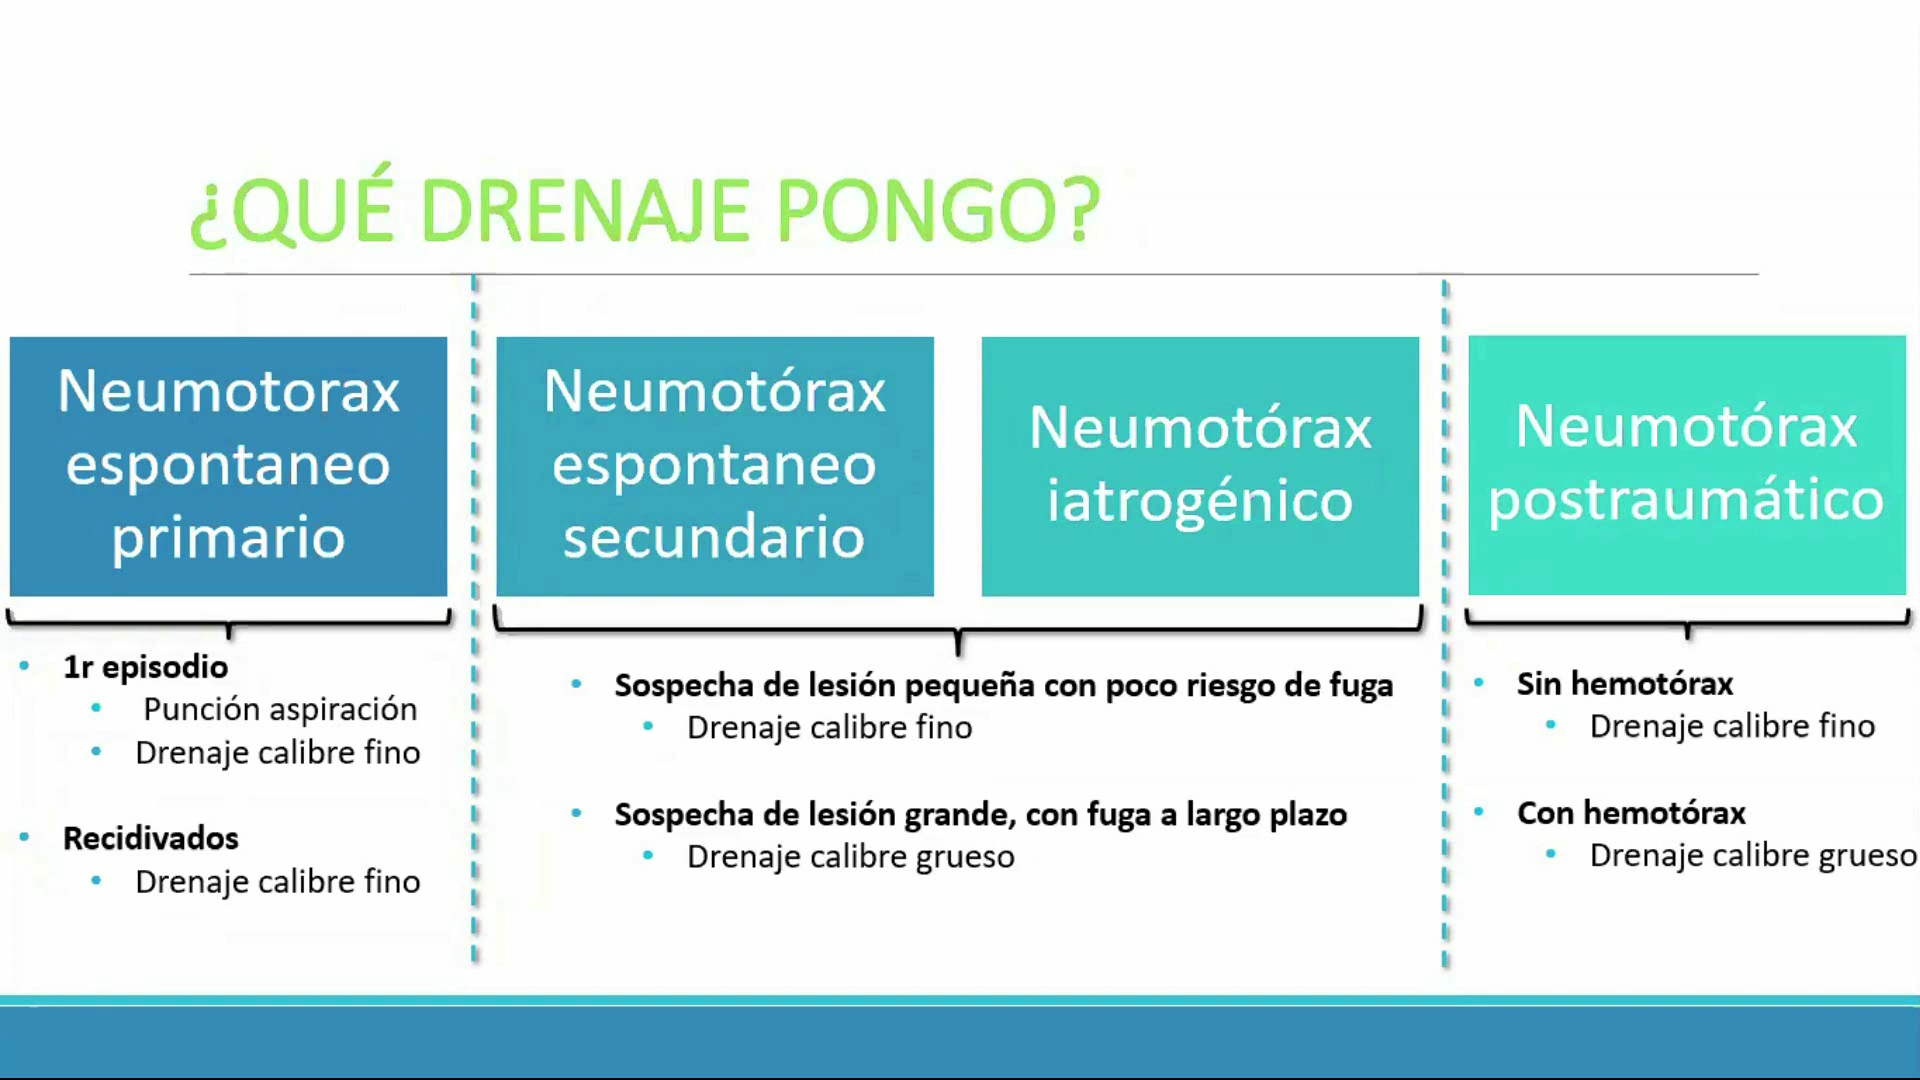 ¿QUÉ DRENAJE PONGO?
Neumotorax
espontaneo
primario
Neumotórax
espontaneo
secundario
Neumotórax
iatrogénico
Neumotórax
postraumático
• 1r episodio
• Punción aspiración
• Drenaje calibre fino
• Recidivados
• Drenaje calibre fino
• Sospecha de lesión pequeña con poco riesgo de fuga
• Drenaje calibre fino
• Sospecha de lesión grande, con fuga a largo plazo
• Drenaje calibre grueso
• Sin hemotórax
• Drenaje calibre fino
• Con hemotórax
• Drenaje calibre grueso